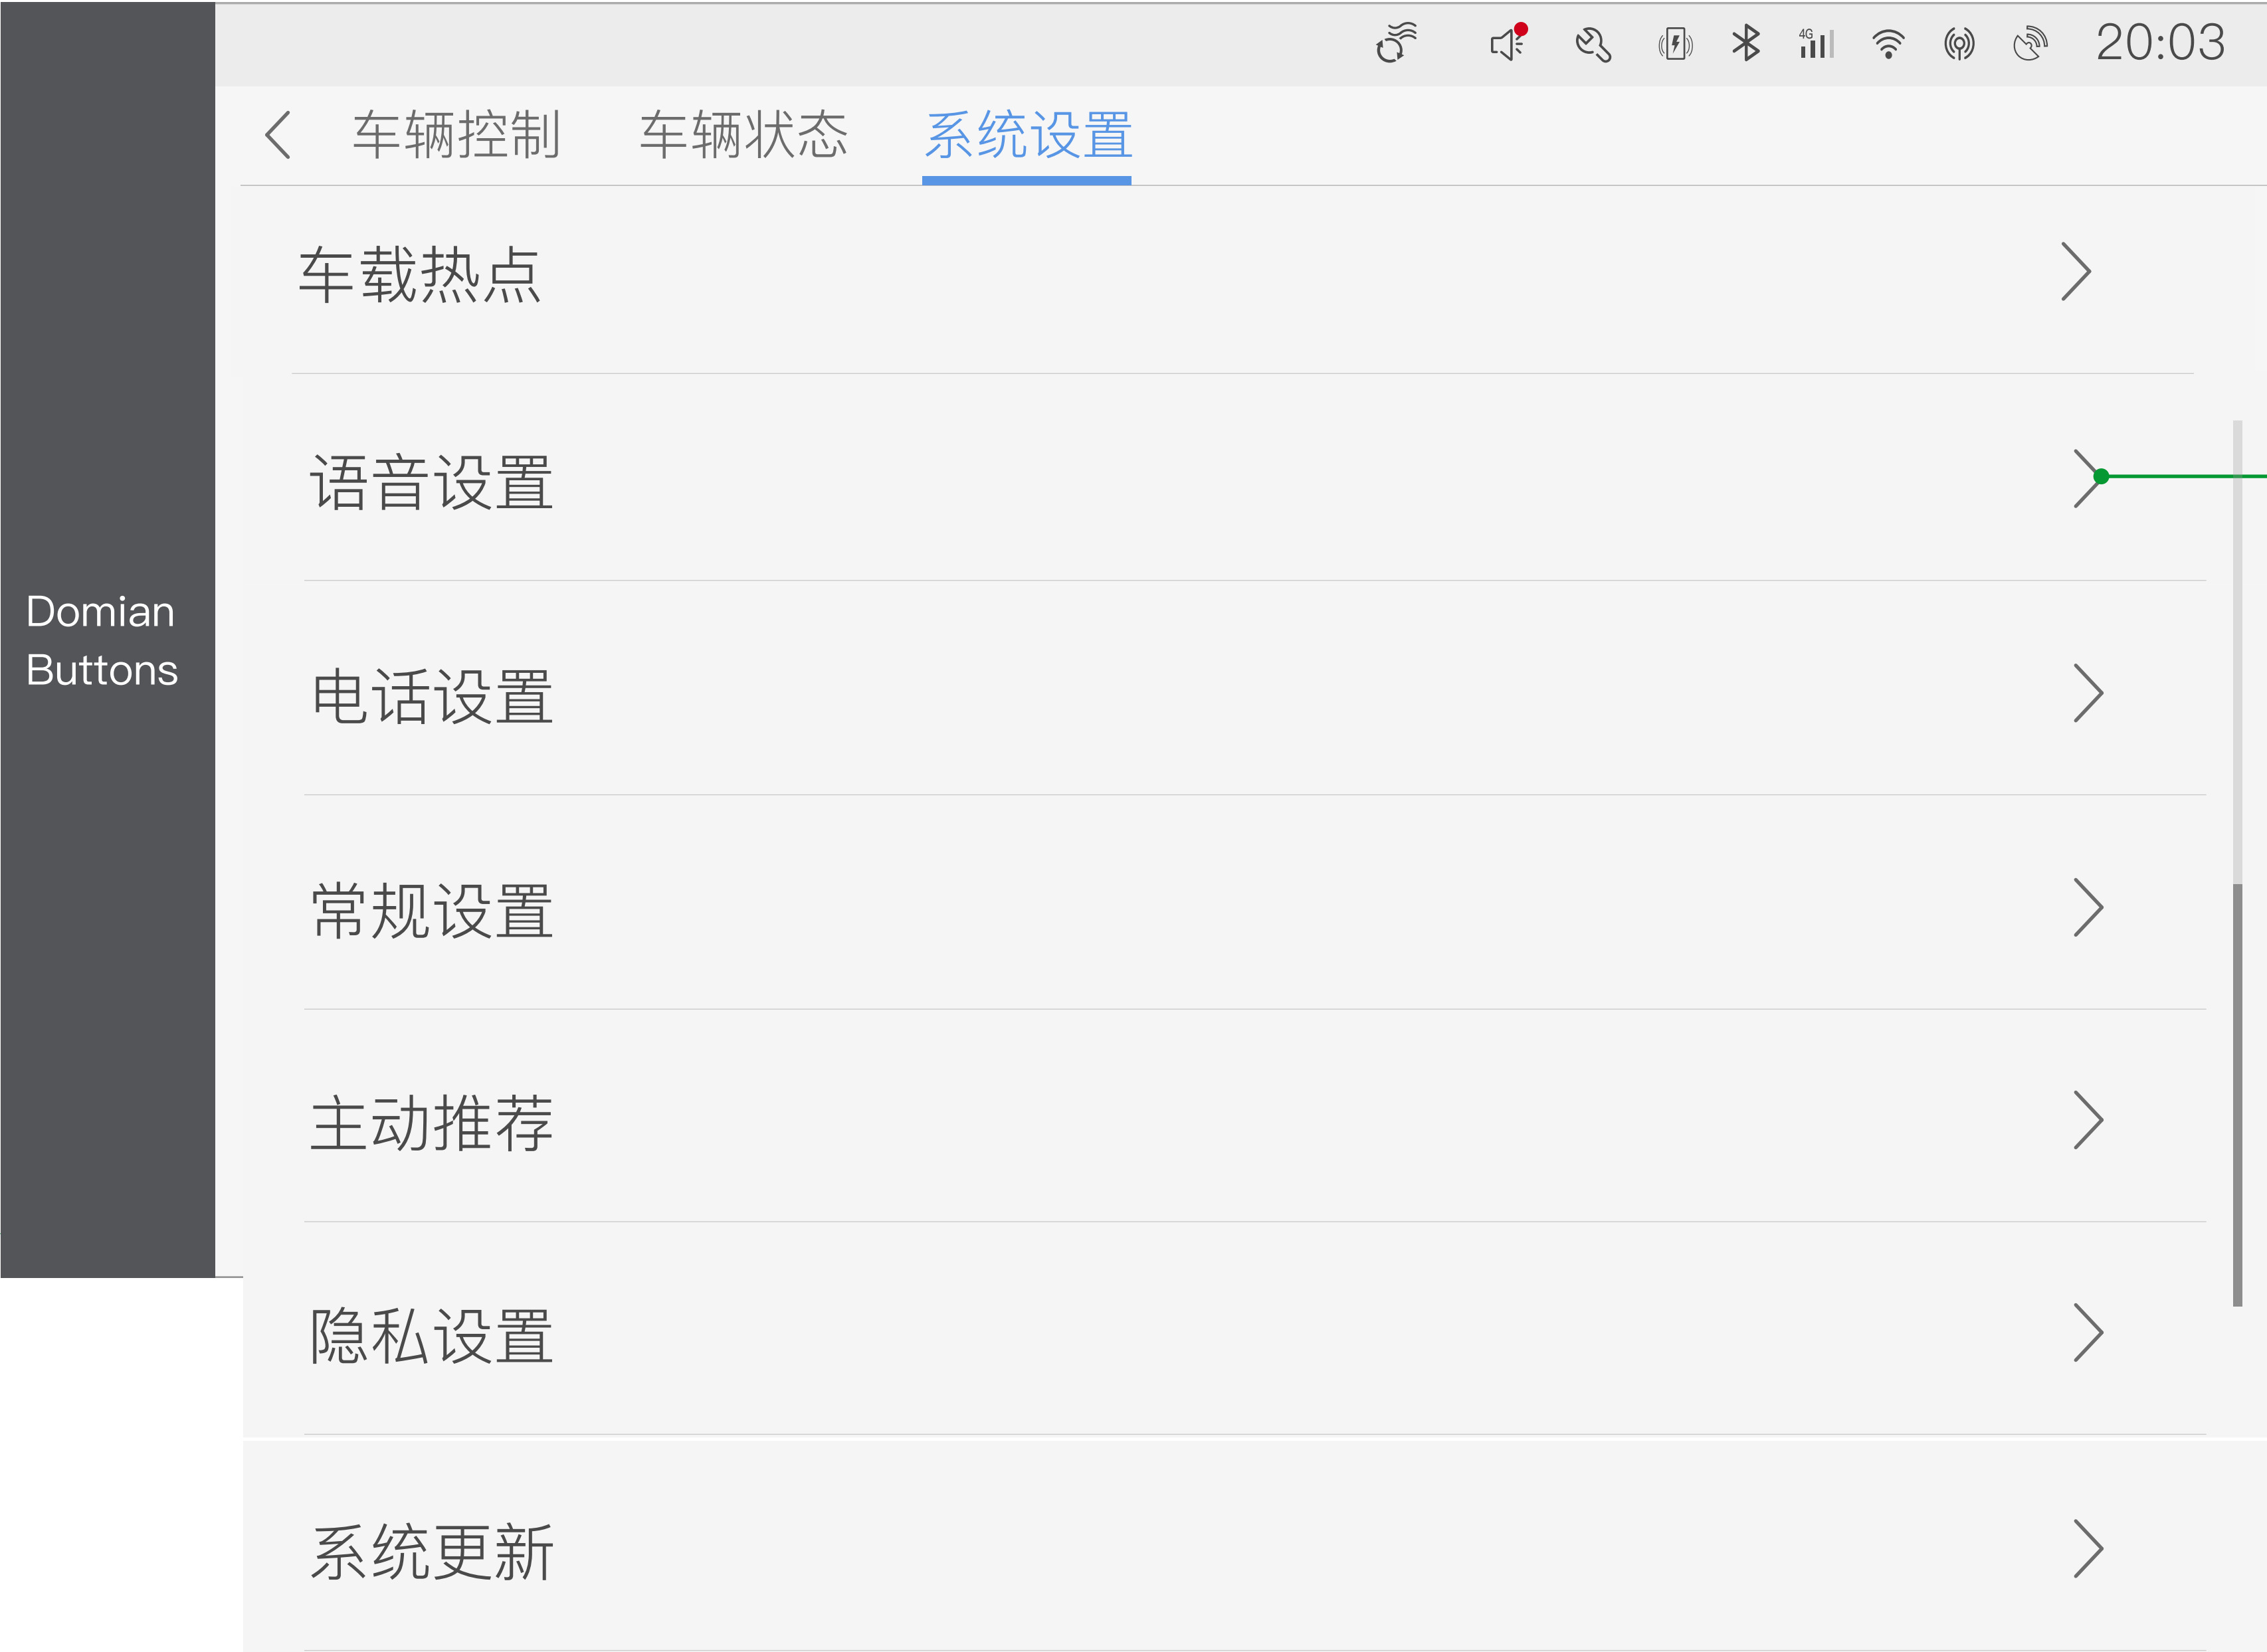 4G
20:03
车辆控制
车辆状态
系统设置
车载热点
语音设置
Domian
Buttons
电话设置
常规设置
主动推荐
隐私设置
系统更新